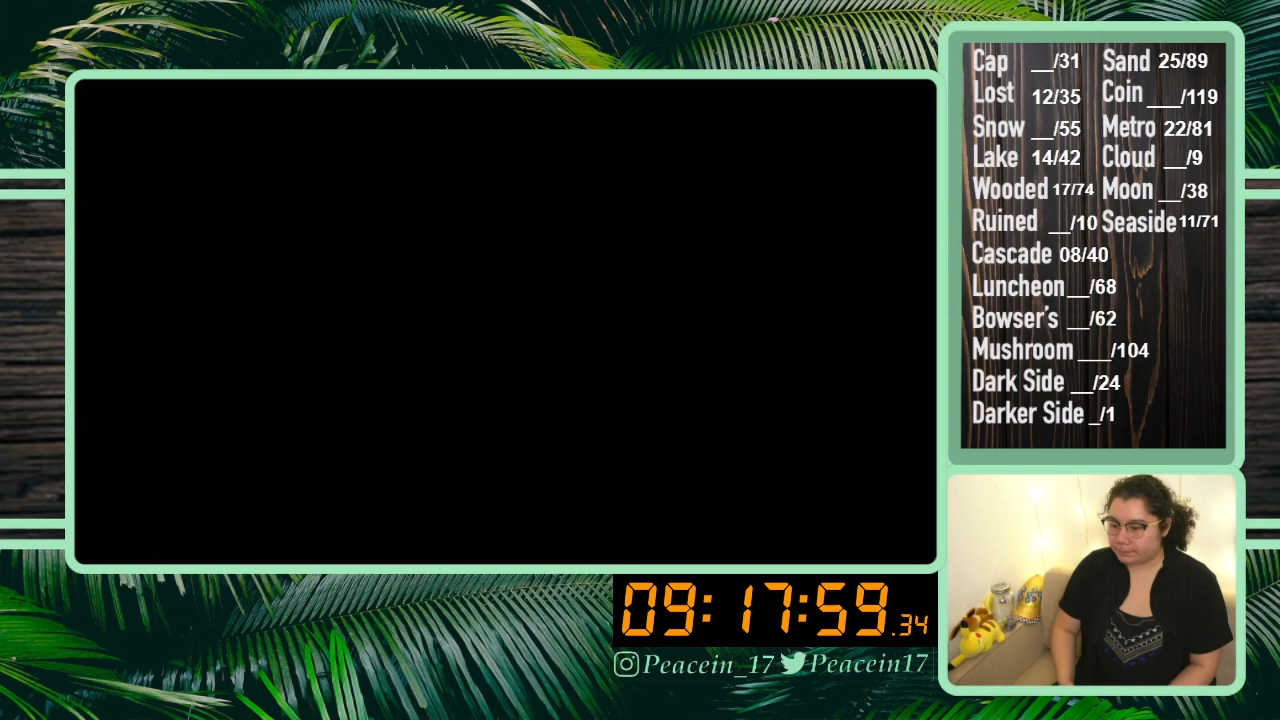 Cap __/31 Sand 25/89
Lost 12/35 Coin ___/119
Snow __/55 Metro 22/81
Lake 14/42 Cloud __/9
Wooded 17/74 Moon __/38
Ruined __/10 Seaside 11/71
Cascade 08/40
Luncheon __/68
Bowser's __/62
Mushroom ___/104
Dark Side __/24
Darker Side _/1
09:17:59.34
Peacein_17 Peacein17